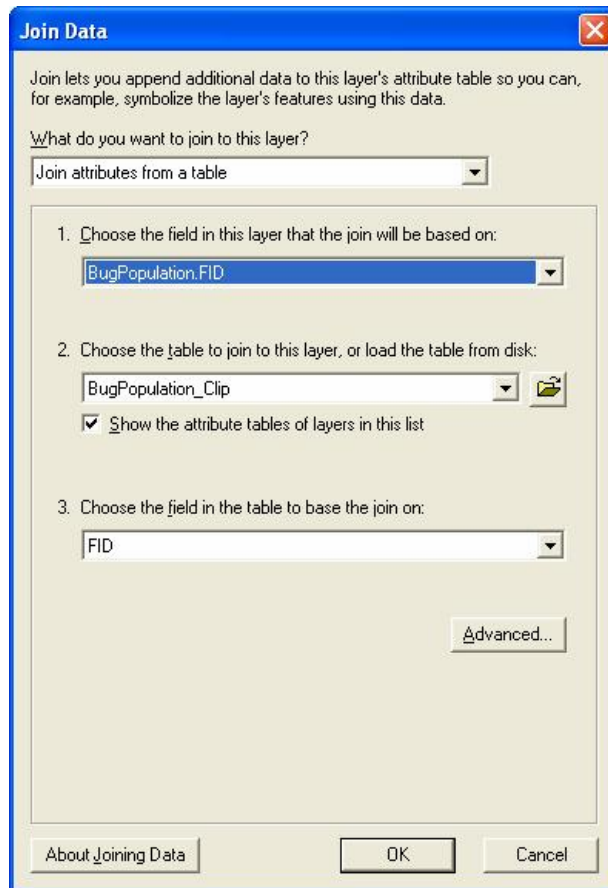 Join Data
Join lets you append additional data to this layer's attribute table so you can,
for example, symbolize the layer's features using this data.
What do you want to join to this layer?
Join attributes from a table
1. Choose the field in this layer that the join will be based on:
BugPopulation.FID
2. Choose the table to join to this layer, or load the table from disk:
BugPopulation_Clip
Show the attribute tables of layers in this list
3. Choose the field in the table to base the join on:
FID
Advanced...
About Joining Data
OK
Cancel